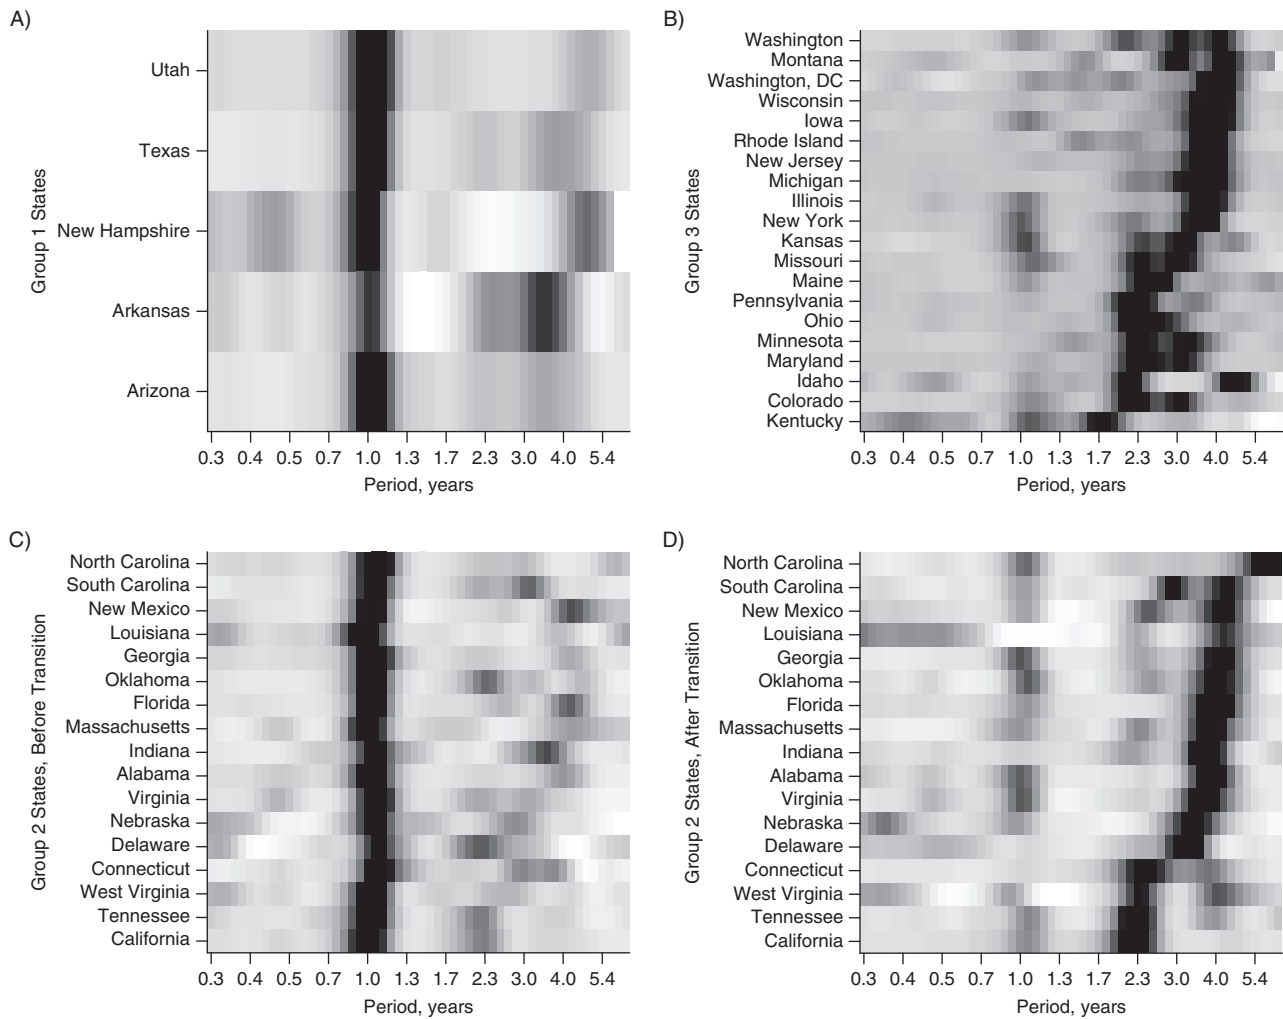 A)
Group 1 States
Utah
Texas
New Hampshire
Arkansas
Arizona
0.3 0.4 0.5 0.7 1.0 1.3 1.7 2.3 3.0 4.0 5.4
Period, years
B)
Group 3 States
Washington
Montana
Washington, DC
Wisconsin
Iowa
Rhode Island
New Jersey
Michigan
Illinois
New York
Kansas
Missouri
Maine
Pennsylvania
Ohio
Minnesota
Maryland
Idaho
Colorado
Kentucky
0.3 0.4 0.5 0.7 1.0 1.3 1.7 2.3 3.0 4.0 5.4
Period, years
C)
Group 2 States, Before Transition
North Carolina
South Carolina
New Mexico
Louisiana
Georgia
Oklahoma
Florida
Massachusetts
Indiana
Alabama
Virginia
Nebraska
Delaware
Connecticut
West Virginia
Tennessee
California
0.3 0.4 0.5 0.7 1.0 1.3 1.7 2.3 3.0 4.0 5.4
Period, years
D)
Group 2 States, After Transition
North Carolina
South Carolina
New Mexico
Louisiana
Georgia
Oklahoma
Florida
Massachusetts
Indiana
Alabama
Virginia
Nebraska
Delaware
Connecticut
West Virginia
Tennessee
California
0.3 0.4 0.5 0.7 1.0 1.3 1.7 2.3 3.0 4.0 5.4
Period, years